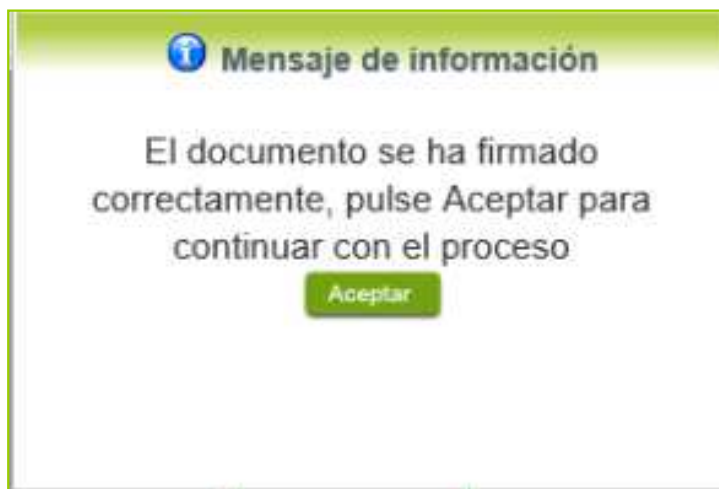 Mensaje de información
El documento se ha firmado
correctamente, pulse Aceptar para
continuar con el proceso
Aceptar